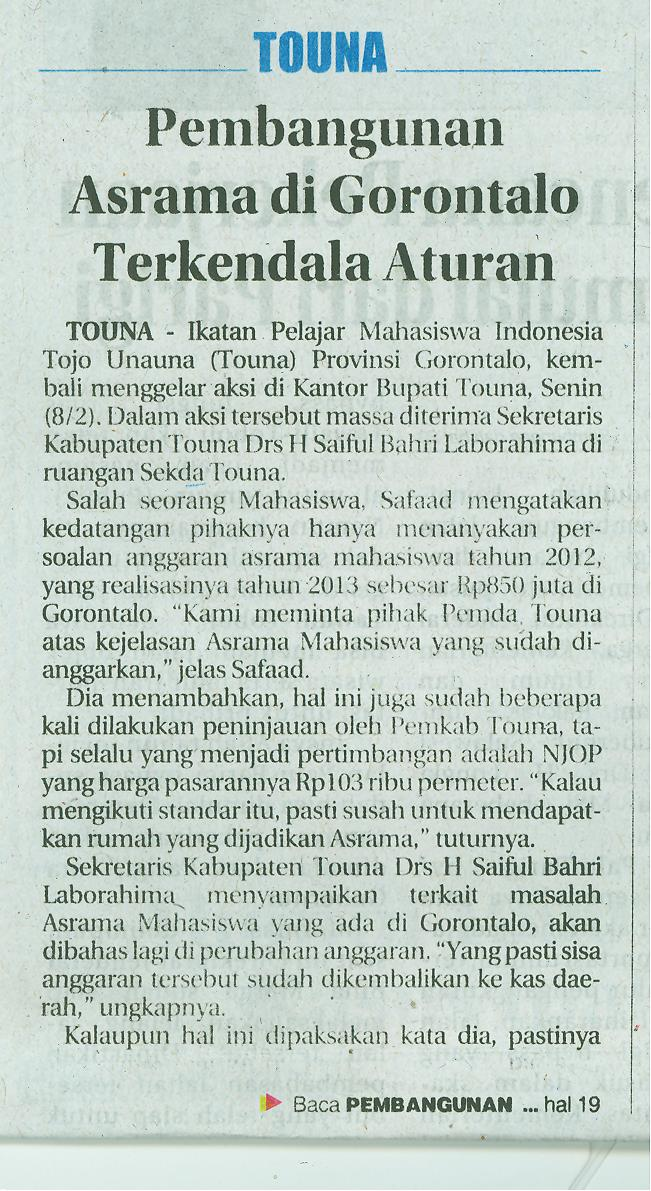 TOUNA
Pembangunan
Asrama di Gorontalo
Terkendala Aturan
TOUNA - Ikatan Pelajar Mahasiswa Indonesia
Tojo Unauna (Touna) Provinsi Gorontalo, kem-
bali menggelar aksi di Kantor Bupati Touna, Senin
(8/2). Dalam aksi tersebut massa diterima Sekretaris
Kabupaten Touna Drs H Saiful Bahri Laborahima di
ruangan Sekda Touna.
Salah seorang Mahasiswa, Safaad mengatakan
kedatangan pihaknya hanya menanyakan per-
soalan anggaran asrama mahasiswa tahun 2012,
yang realisasinya tahun 2013 sebesar Rp850 juta di
Gorontalo. “Kami meminta pihak Pemda Touna
atas kejelasan Asrama Mahasiswa yang sudah di-
anggarkan,” jelas Safaad.
Dia menambahkan, hal ini juga sudah beberapa
kali dilakukan peninjauan oleh Pemkab Touna, ta-
pi selalu yang menjadi pertimbangan adalah NJOP
yang harga pasarannya Rp103 ribu permeter. “Kalau
mengikuti standar itu, pasti susah untuk mendapat-
kan rumah yang dijadikan Asrama,” tuturnya.
Sekretaris Kabupaten Touna Drs H Saiful Bahri
Laborahima menyampaikan terkait masalah
Asrama Mahasiswa yang ada di Gorontalo, akan
dibahas lagi di perubahan anggaran. “Yang pasti sisa
anggaran tersebut sudah dikembalikan ke kas dae-
rah,” ungkapnya.
Kalaupun hal ini dipaksakan kata dia, pastinya
Baca PEMBANGUNAN ... hal 19